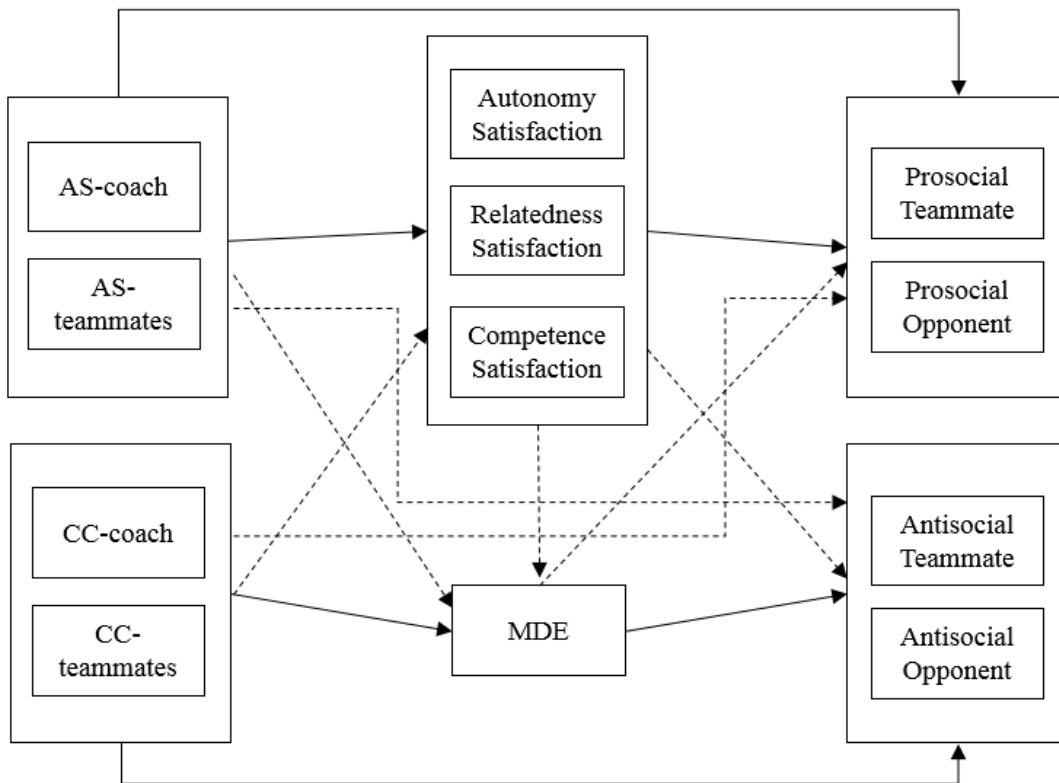 AS-coach
AS-
teammates
CC-coach
CC-
teammates
Autonomy
Satisfaction
Relatedness
Satisfaction
Competence
Satisfaction
MDE
Prosocial
Teammate
Prosocial
Opponent
Antisocial
Teammate
Antisocial
Opponent